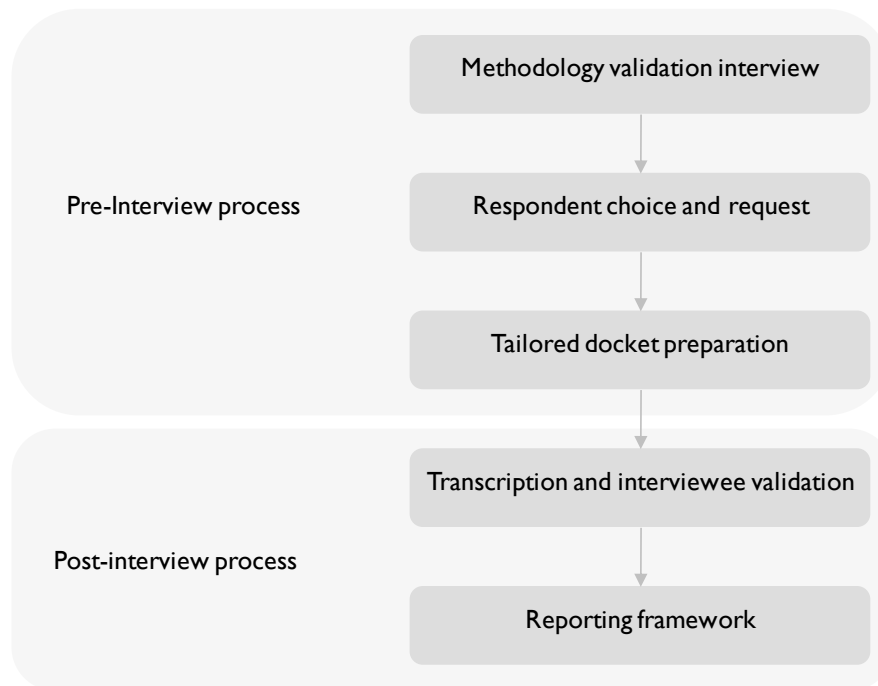 Methodology validation interview
Pre-Interview process
Respondent choice and request
Tailored docket preparation
Transcription and interviewee validation
Post-interview process
Reporting framework